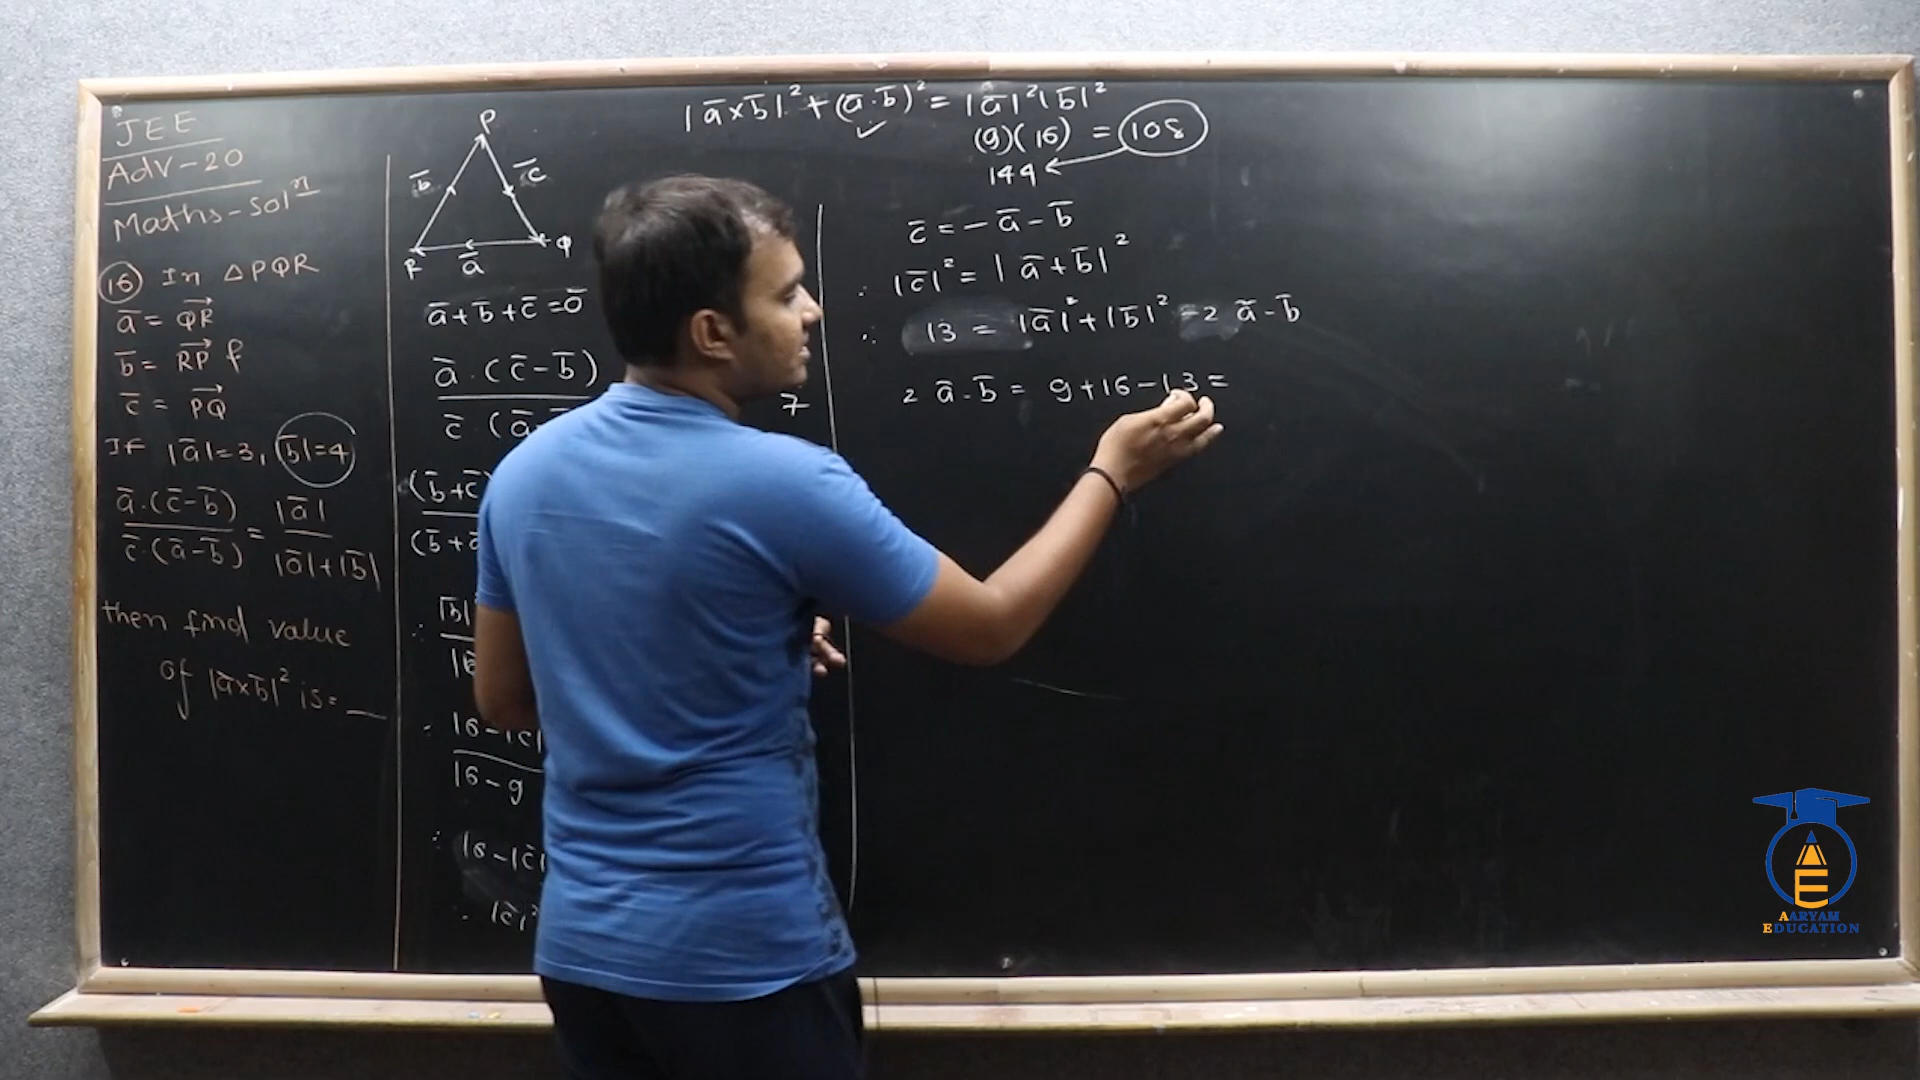 JEE
Adv-20
Maths-Solⁿ
(16) In △PQR
a̅ = QR→
b̅ = RP→ f
c̅ = PQ→
If |a̅|=3, |b̅|=4
a̅.(c̅-b̅) / c̅.(a̅-b̅) = |a̅| / |a̅|+|b̅|
then find value
of |a̅×b̅|² is=__
P
b̅ c̅
R a̅ Q
a̅+b̅+c̅=0̅
a̅.(c̅-b̅)
c̅.(a̅-
7
(b̅+c̅)
(b̅+a̅
∴ |b̅|
16-|c̅|
16-9
∴ 16-|c̅|
∴ |c̅|²
|a̅×b̅|²+(a̅.b̅)²=|a̅|²|b̅|²
(9)(16) = 108
144
c̅=-a̅-b̅
∴ |c̅|²=|a̅+b̅|²
∴ 13 = |a̅|²+|b̅|²-2 a̅-b̅
2 a̅.b̅ = 9+16-13=
AARYAM
EDUCATION